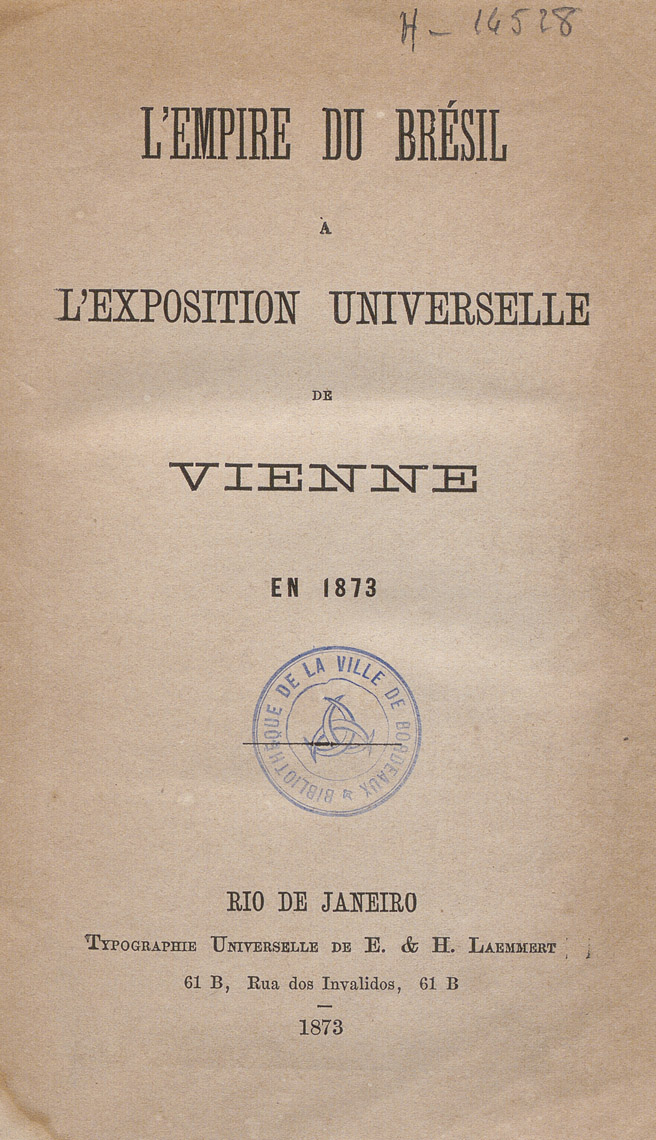 H - 14528
L'EMPIRE DU BRÉSIL
À
L'EXPOSITION UNIVERSELLE
DE
VIENNE
EN 1873
BIBLIOTHÈQUE DE LA VILLE DE BORDEAUX
RIO DE JANEIRO
TYPOGRAPHIE UNIVERSELLE DE E. & H. LAEMMERT
61 B, Rua dos Invalidos, 61 B
1873